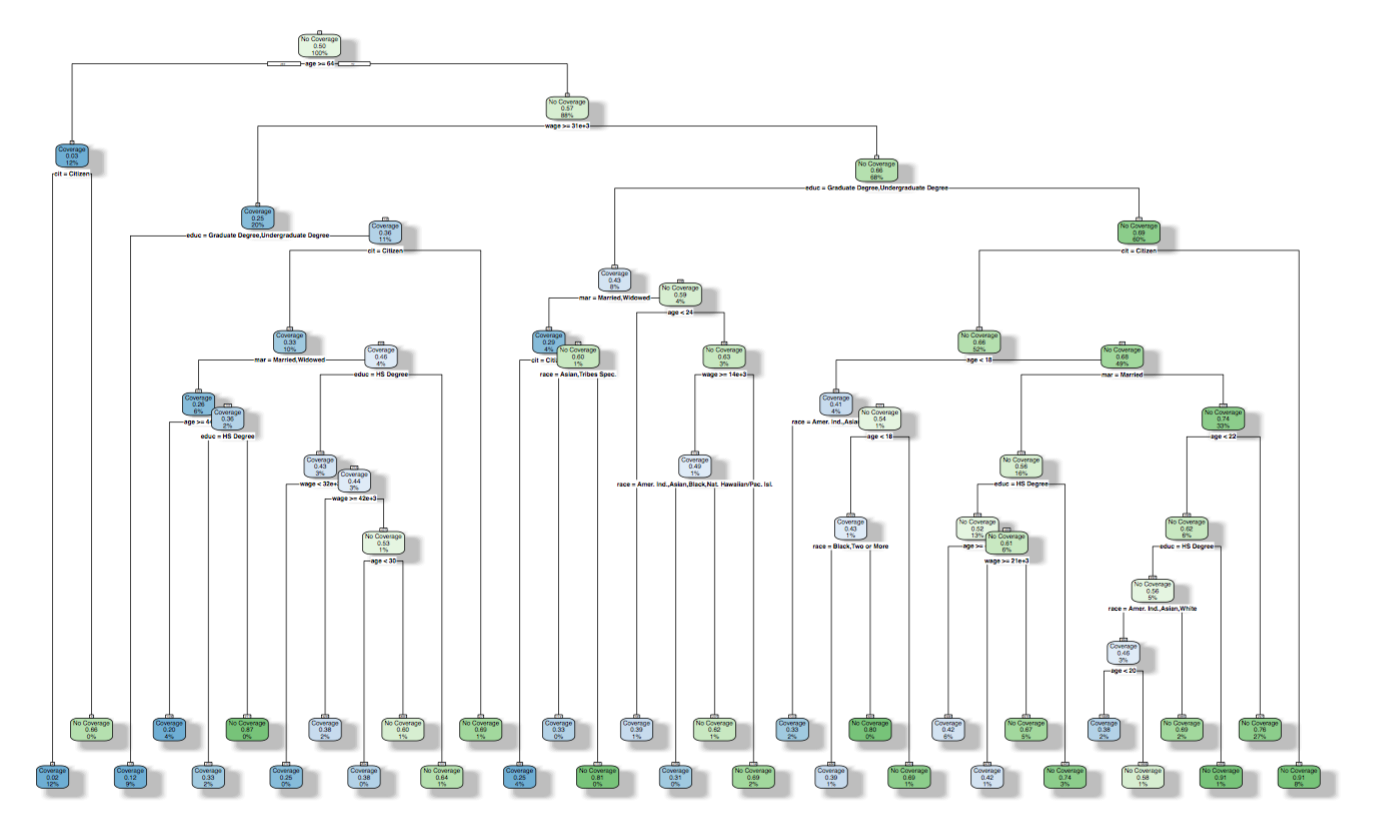 No Coverage
0.50
100%
age >= 64
No Coverage
0.57
88%
wage >= 31e+3
Coverage
0.03
12%
cit = Citizen
No Coverage
0.66
68%
educ = Graduate Degree,Undergraduate Degree
Coverage
0.25
20%
educ = Graduate Degree,Undergraduate Degree
Coverage
0.36
11%
cit = Citizen
No Coverage
0.69
60%
cit = Citizen
Coverage
0.43
8%
mar = Married,Widowed
No Coverage
0.59
4%
age < 24
Coverage
0.33
10%
mar = Married,Widowed
Coverage
0.46
4%
educ = HS Degree
Coverage
0.29
4%
No Coverage
0.60
1%
race = Asian,Tribes Spec.
No Coverage
0.63
3%
wage >= 14e+3
No Coverage
0.66
52%
age < 18
No Coverage
0.68
49%
mar = Married
Coverage
0.26
6%
age >= 4
Coverage
0.36
2%
educ = HS Degree
Coverage
0.41
4%
race = Amer. Ind.,Asia
No Coverage
0.54
1%
age < 18
No Coverage
0.74
33%
age < 22
Coverage
0.43
3%
wage < 32e+
Coverage
0.44
3%
wage >= 42e+3
Coverage
0.49
1%
race = Amer. Ind.,Asian,Black,Nat. Hawaiian/Pac. Isl.
No Coverage
0.56
16%
educ = HS Degree
No Coverage
0.53
1%
age < 30
Coverage
0.43
1%
race = Black,Two or More
No Coverage
0.52
13%
age >=
No Coverage
0.61
8%
wage >= 21e+3
No Coverage
0.62
6%
educ = HS Degree
No Coverage
0.56
5%
race = Amer. Ind.,Asian,White
Coverage
0.48
3%
age < 20
No Coverage
0.66
0%
Coverage
0.20
4%
No Coverage
0.87
0%
Coverage
0.38
2%
No Coverage
0.60
1%
No Coverage
0.69
1%
Coverage
0.33
0%
Coverage
0.39
1%
No Coverage
0.62
1%
Coverage
0.33
2%
No Coverage
0.80
0%
Coverage
0.42
6%
No Coverage
0.67
5%
Coverage
0.38
2%
No Coverage
0.69
2%
No Coverage
0.76
27%
Coverage
0.02
12%
Coverage
0.12
9%
Coverage
0.33
2%
Coverage
0.25
0%
Coverage
0.38
0%
No Coverage
0.64
1%
Coverage
0.25
4%
No Coverage
0.81
0%
Coverage
0.31
0%
No Coverage
0.69
2%
Coverage
0.39
1%
No Coverage
0.69
1%
Coverage
0.42
1%
No Coverage
0.74
3%
No Coverage
0.58
1%
No Coverage
0.91
1%
No Coverage
0.91
8%